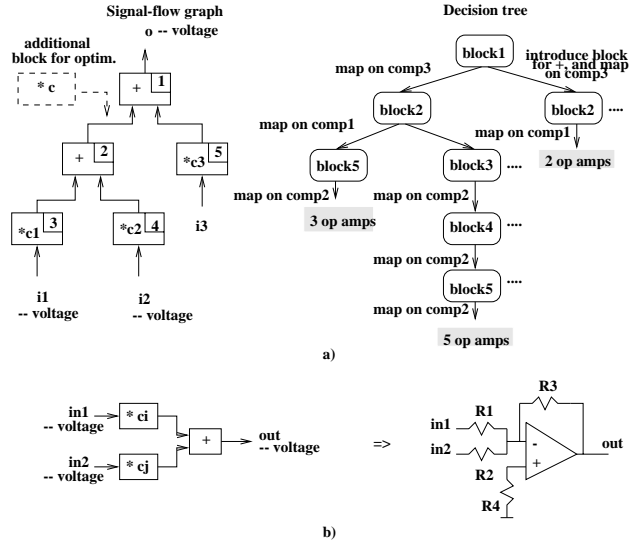 Signal-flow graph
o -- voltage
additional
block for optim.
* c
+
1
+
2
*c3
5
*c1
3
*c2
4
i3
i1
-- voltage
i2
-- voltage
Decision tree
block1
map on comp3
introduce block
for +, and map
on comp3
block2
block2
....
map on comp1
map on comp1
block5
block3
....
2 op amps
map on comp2
map on comp2
3 op amps
block4
....
map on comp2
block5
....
map on comp2
5 op amps
a)
in1
-- voltage
* ci
in2
-- voltage
* cj
+
out
-- voltage
=>
R3
in1
R1
in2
-
+
out
R2
R4
b)